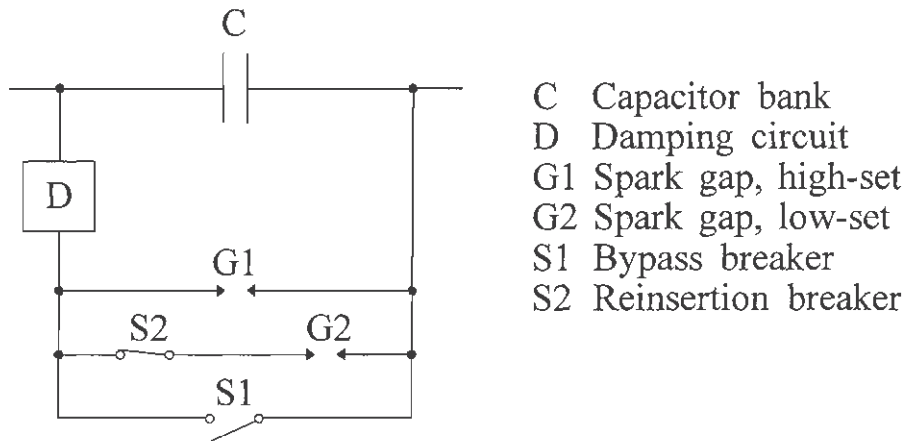 C
D
G1
S2
G2
S1
C Capacitor bank
D Damping circuit
G1 Spark gap, high-set
G2 Spark gap, low-set
S1 Bypass breaker
S2 Reinsertion breaker